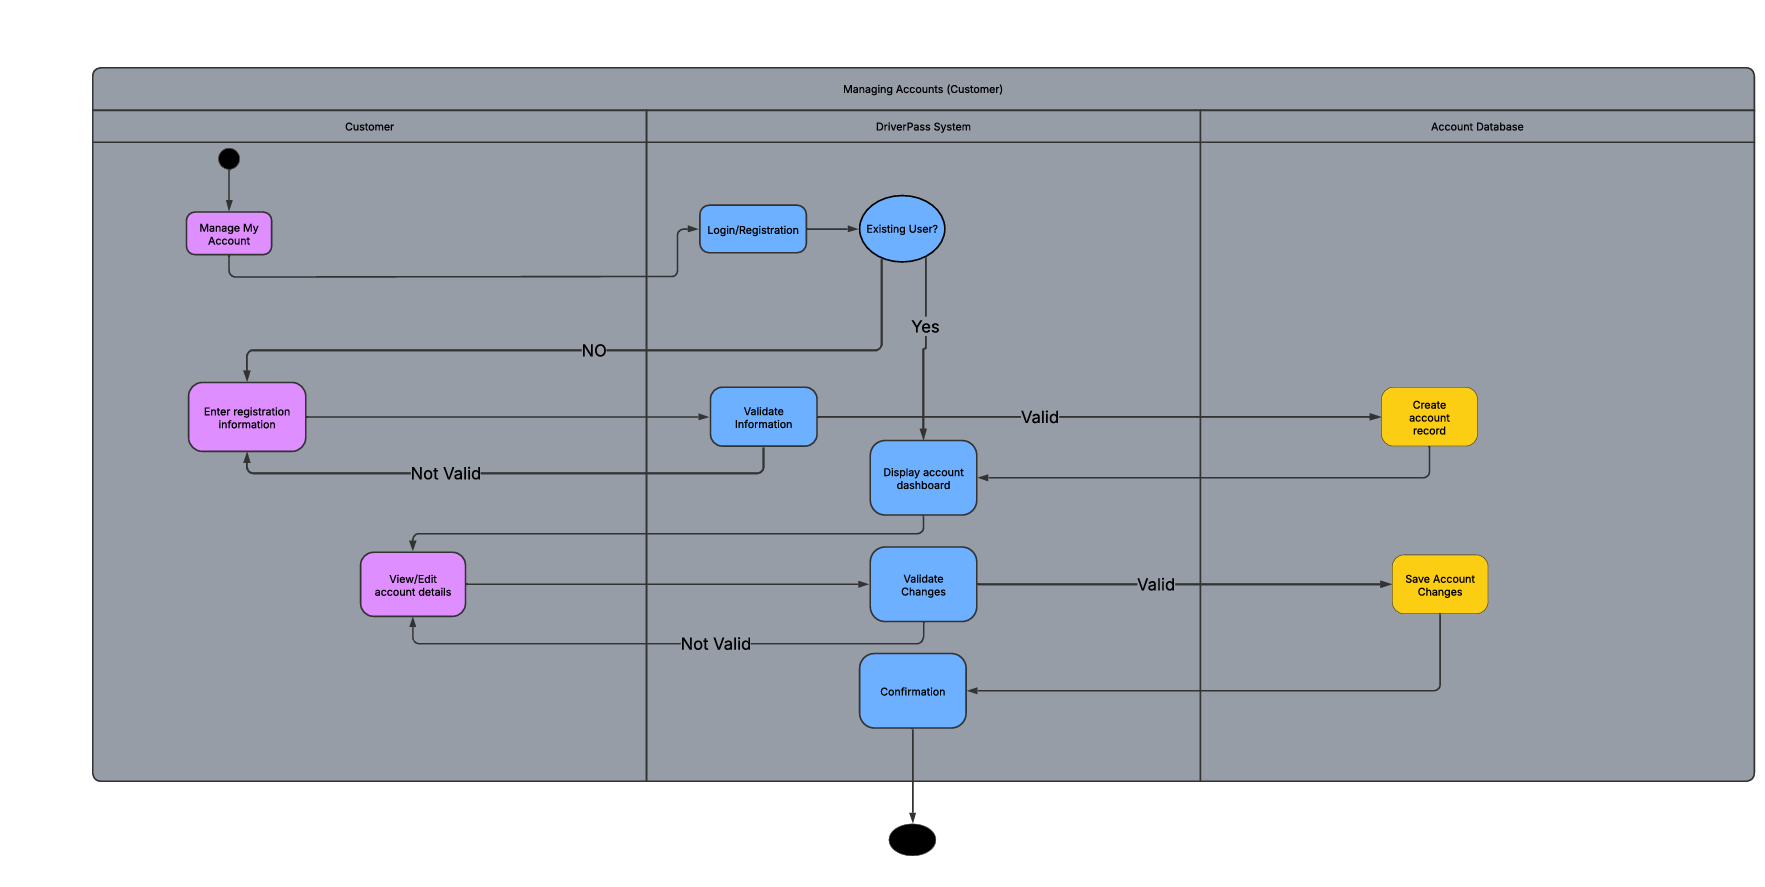 Managing Accounts (Customer)
Customer
DriverPass System
Account Database
Manage My
Account
Login/Registration
Existing User?
Yes
NO
Enter registration
information
Validate
Information
Valid
Create
account
record
Not Valid
Display account
dashboard
View/Edit
account details
Validate
Changes
Valid
Save Account
Changes
Not Valid
Confirmation